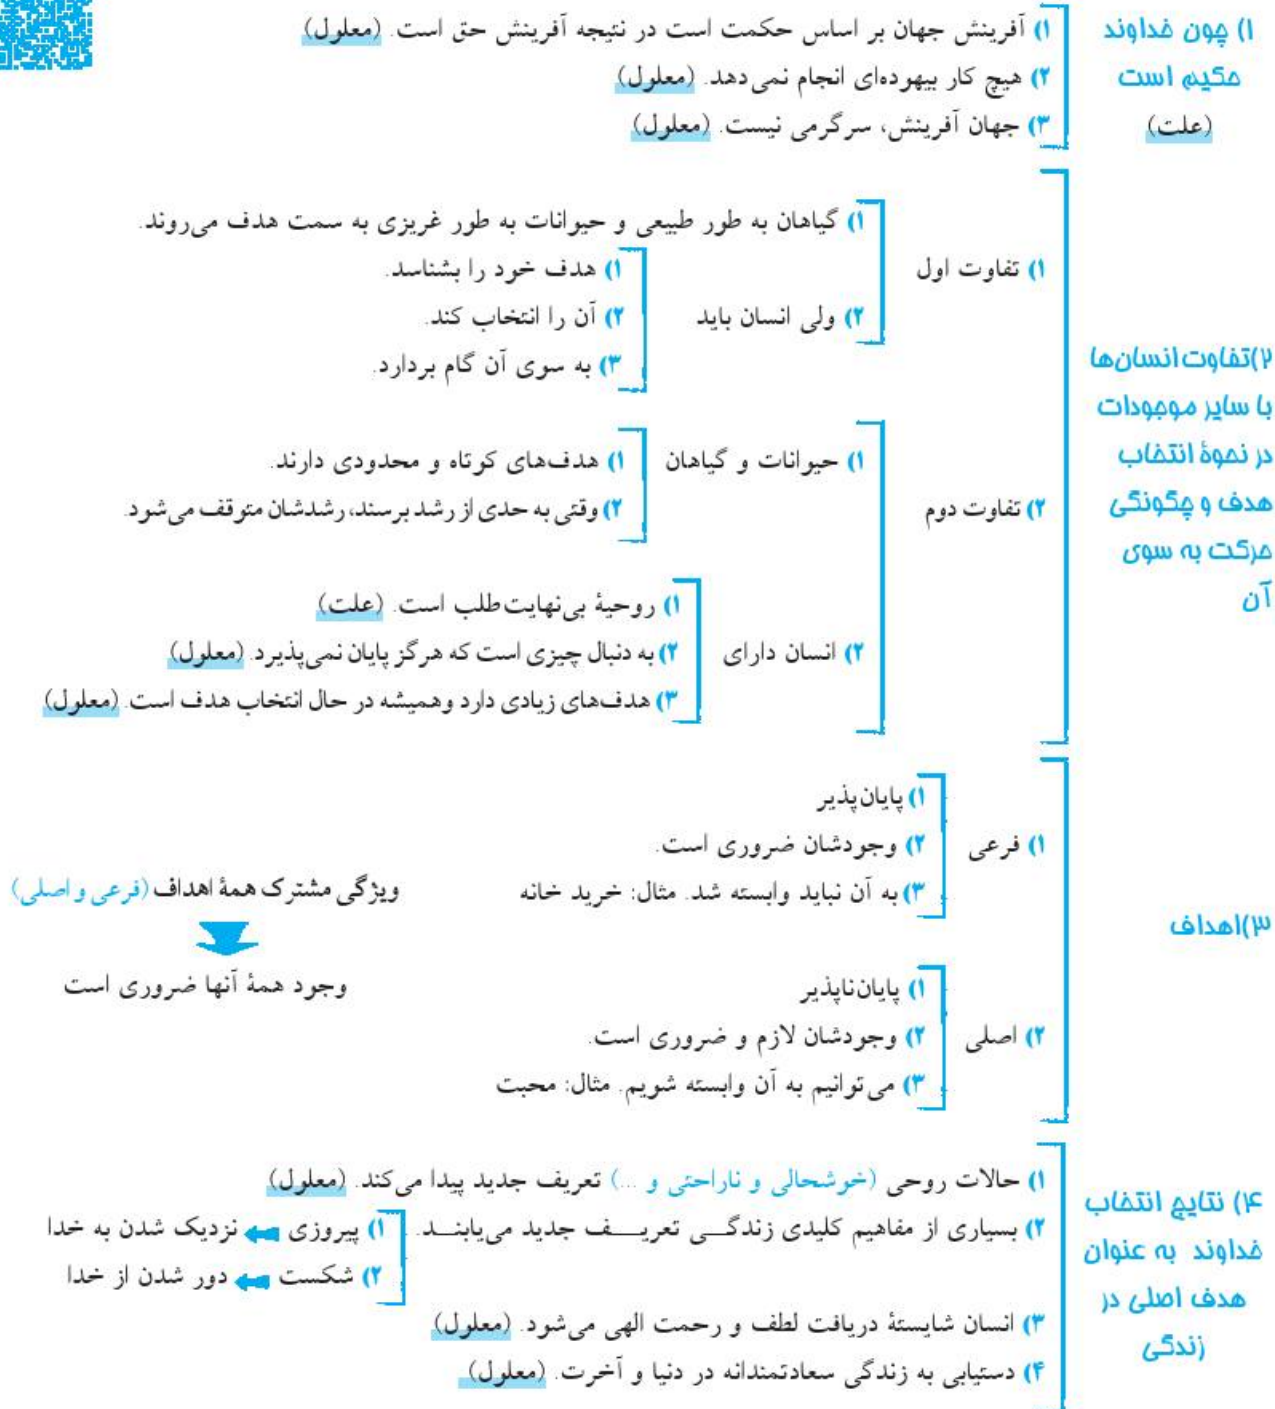 ۱) چون خداوند حکیم است (علت)
۱) آفرینش جهان بر اساس حکمت است در نتیجه آفرینش حق است. (معلول)
۲) هیچ کار بیهوده‌ای انجام نمی‌دهد. (معلول)
۳) جهان آفرینش، سرگرمی نیست. (معلول)
۲)تفاوت انسان‌ها با سایر موجودات در نحوهٔ انتخاب هدف و چگونگی حرکت به سوی آن
۱) تفاوت اول
۱) گیاهان به طور طبیعی و حیوانات به طور غریزی به سمت هدف می‌روند.
۲) ولی انسان باید
۱) هدف خود را بشناسد.
۲) آن را انتخاب کند.
۳) به سوی آن گام بردارد.
۲) تفاوت دوم
۱) حیوانات و گیاهان
۱) هدف‌های کوتاه و محدودی دارند.
۲) وقتی به حدی از رشد برسند، رشدشان متوقف می‌شود.
۲) انسان دارای
۱) روحیهٔ بی‌نهایت‌طلب است. (علت)
۲) به دنبال چیزی است که هرگز پایان نمی‌پذیرد. (معلول)
۳) هدف‌های زیادی دارد وهمیشه در حال انتخاب هدف است. (معلول)
۳)اهداف
۱) فرعی
۱) پایان‌پذیر
۲) وجودشان ضروری است.
۳) به آن نباید وابسته شد. مثال: خرید خانه
۲) اصلی
۱) پایان‌ناپذیر
۲) وجودشان لازم و ضروری است.
۳) می‌توانیم به آن وابسته شویم. مثال: محبت
ویژگی مشترک همهٔ اهداف (فرعی و اصلی)
وجود همهٔ آنها ضروری است
۴) نتایج انتخاب خداوند به عنوان هدف اصلی در زندگی
۱) حالات روحی (خوشحالی و ناراحتی و ...) تعریف جدید پیدا می‌کند. (معلول)
۲) بسیاری از مفاهیم کلیدی زندگی تعریف جدید می‌یابند.
۱) پیروزی ⬅ نزدیک شدن به خدا
۲) شکست ⬅ دور شدن از خدا
۳) انسان شایستهٔ دریافت لطف و رحمت الهی می‌شود. (معلول)
۴) دستیابی به زندگی سعادتمندانه در دنیا و آخرت. (معلول)